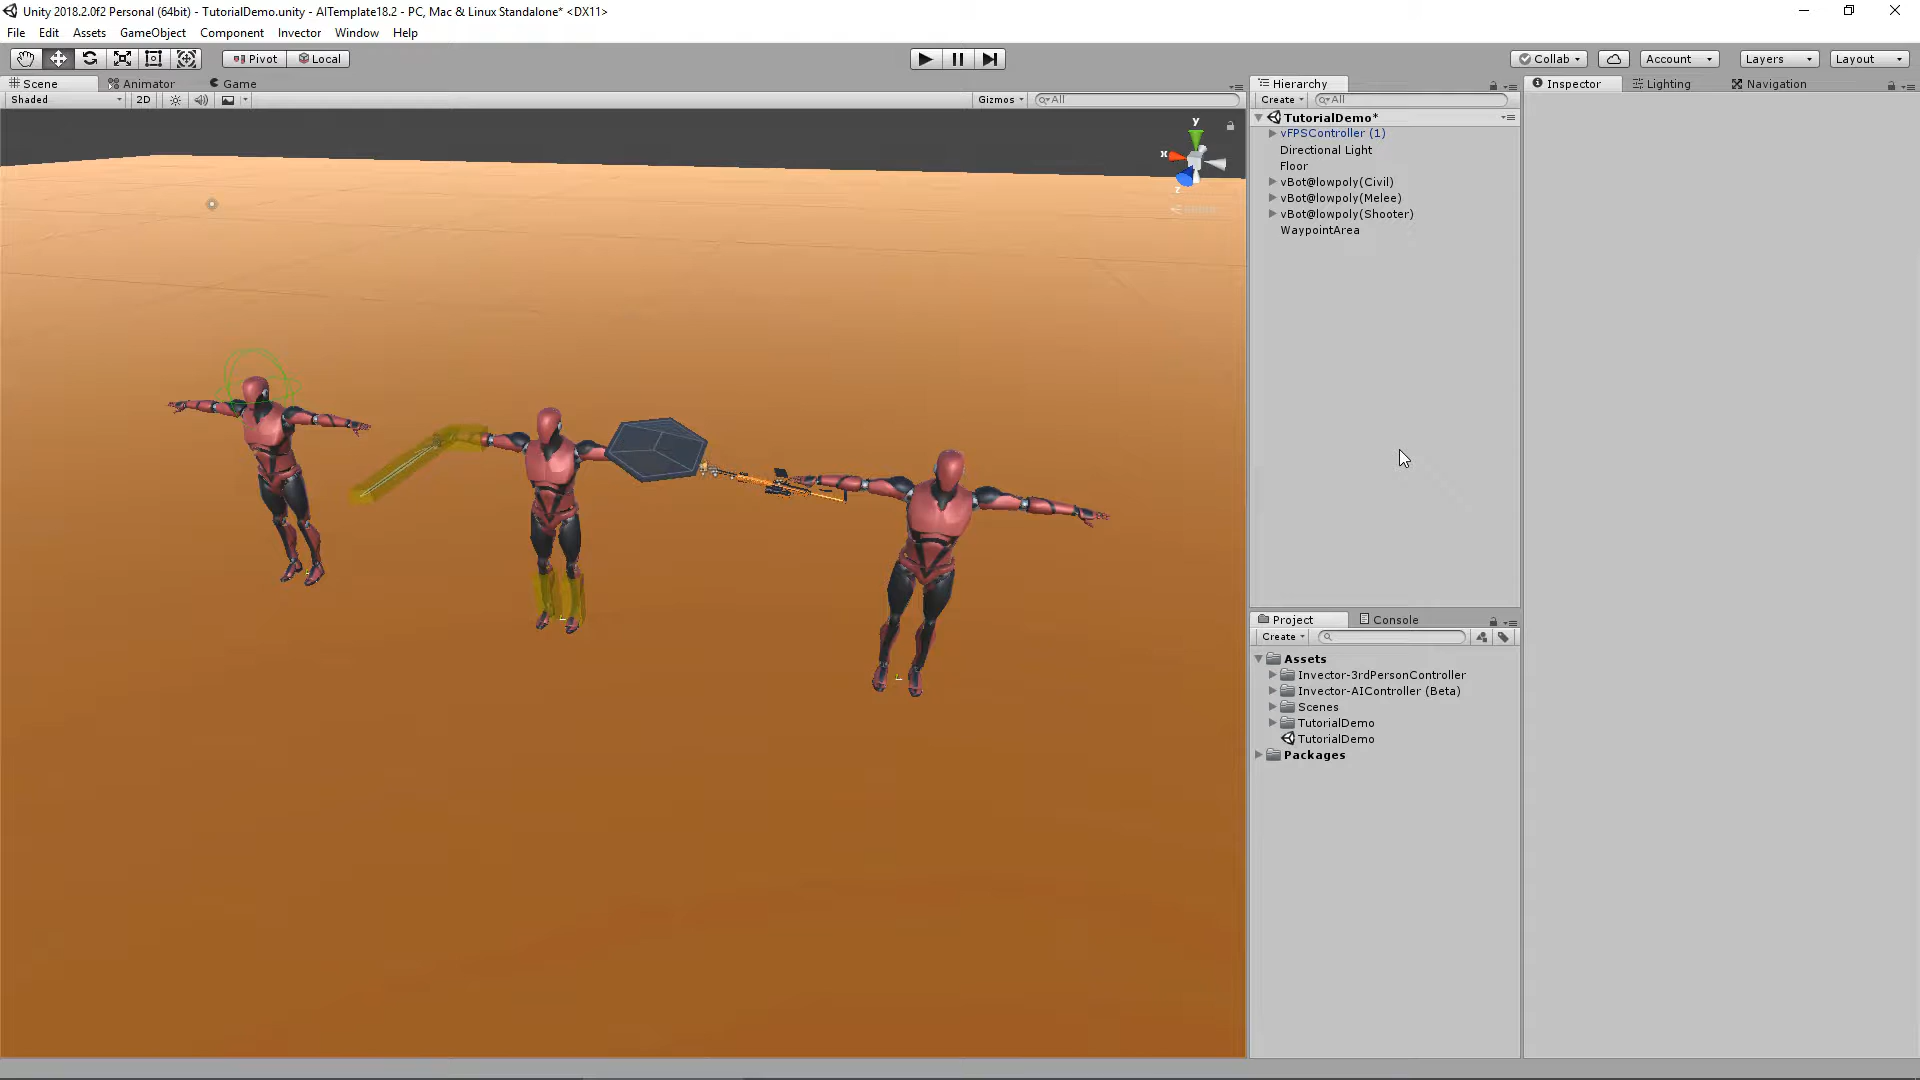 Unity 2018.2.0f2 Personal (64bit) - TutorialDemo.unity - AITemplate18.2 - PC, Mac & Linux Standalone* <DX11>
File Edit Assets GameObject Component Invector Window Help
Pivot Local Collab Account Layers Layout
Scene Animator Game
Shaded 2D Gizmos All
y
x
z
Hierarchy
Create All
TutorialDemo*
vFPSController (1)
Directional Light
Floor
vBot@lowpoly(Civil)
vBot@lowpoly(Melee)
vBot@lowpoly(Shooter)
WaypointArea
Project Console
Create
Assets
Invector-3rdPersonController
Invector-AIController (Beta)
Scenes
TutorialDemo
TutorialDemo
Packages
Inspector Lighting Navigation